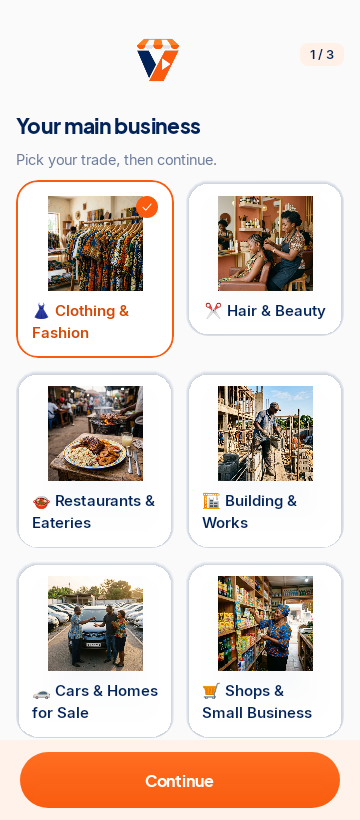 1 / 3
Your main business
Pick your trade, then continue.
👗 Clothing &
Fashion
✂️ Hair & Beauty
🍲 Restaurants &
Eateries
🏗️ Building &
Works
🚗 Cars & Homes
for Sale
🛒 Shops &
Small Business
Continue